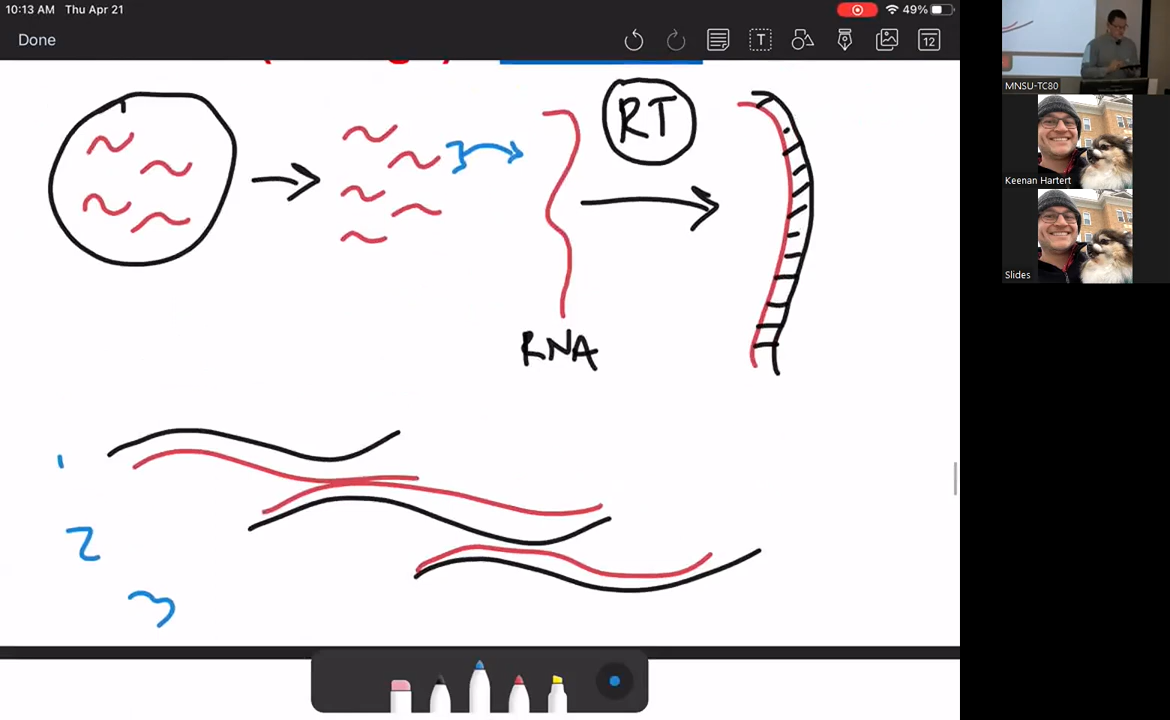 10:13 AM Thu Apr 21
49%
Done
T
12
MNSU-TC80
Keenan Hartert
Slides
RT
RNA
1
2
3